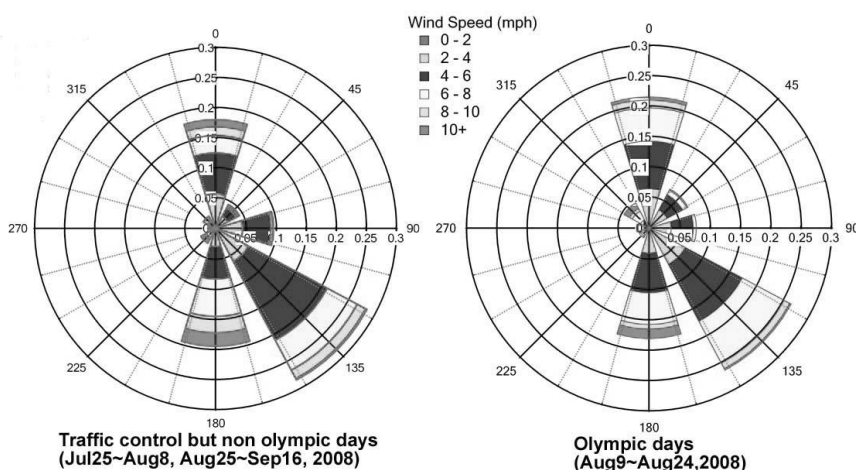 Wind Speed (mph)
0 - 2
2 - 4
4 - 6
6 - 8
8 - 10
10+
0
45
90
135
180
225
270
315
0.3
0.25
0.2
0.15
0.1
0.05
0
0.05 0.1 0.15 0.2 0.25 0.3
Traffic control but non olympic days
(Jul25~Aug8, Aug25~Sep16, 2008)
0
45
90
135
180
225
270
315
0.3
0.25
0.2
0.15
0.1
0.05
0
0.05 0.1 0.15 0.2 0.25 0.3
Olympic days
(Aug9~Aug24,2008)